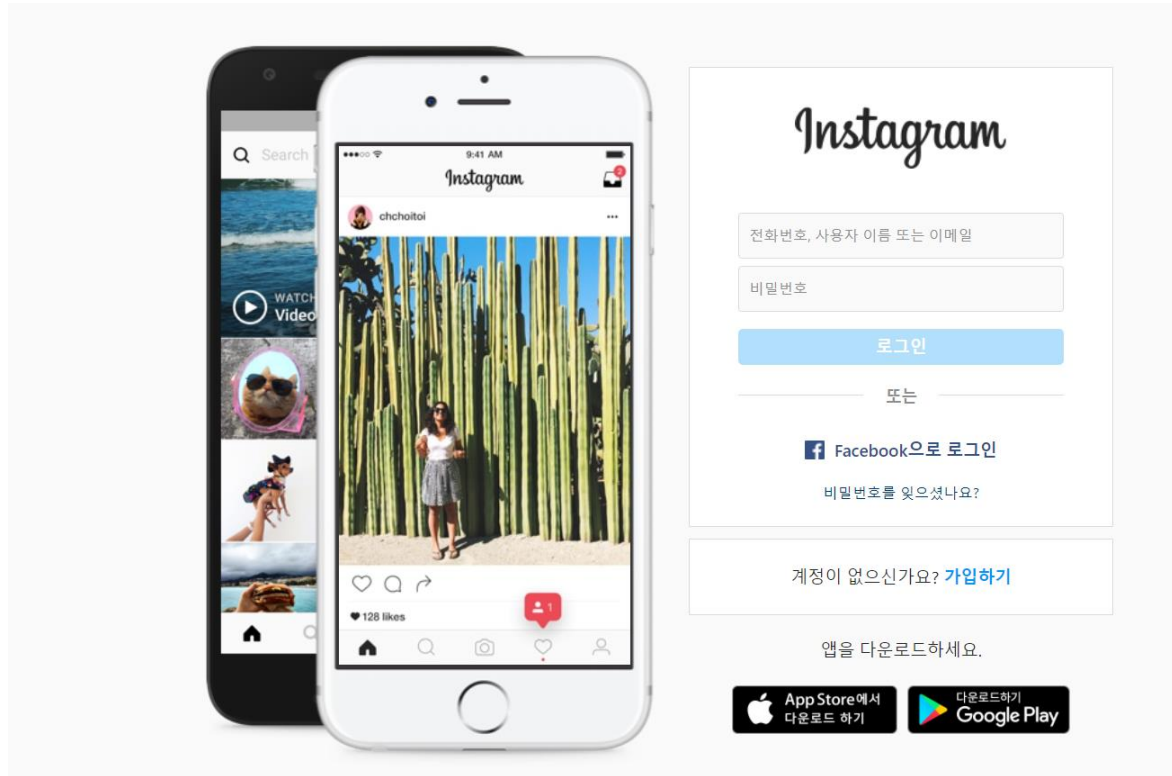 Search
WATCH
Video
9:41 AM
Instagram
2
chchoitoi
128 likes
1
Instagram
전화번호, 사용자 이름 또는 이메일
비밀번호
로그인
또는
Facebook으로 로그인
비밀번호를 잊으셨나요?
계정이 없으신가요? 가입하기
앱을 다운로드하세요.
App Store에서
다운로드 하기
다운로드하기
Google Play